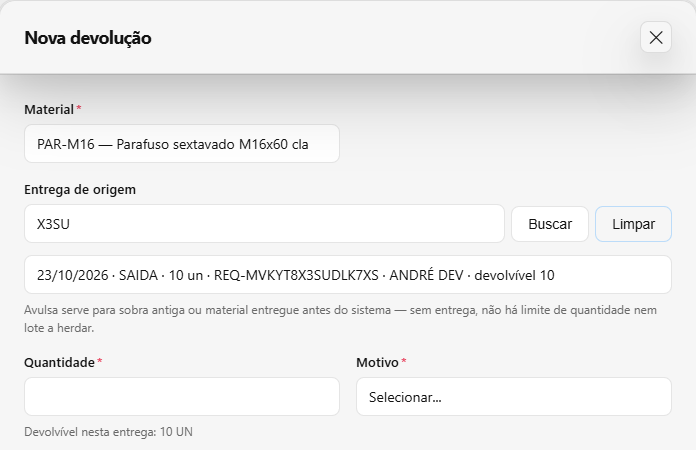 Nova devolução
Material *
PAR-M16 — Parafuso sextavado M16x60 cla
Entrega de origem
X3SU
Buscar
Limpar
23/10/2026 · SAIDA · 10 un · REQ-MVKYT8X3SUDLK7XS · ANDRÉ DEV · devolvível 10
Avulsa serve para sobra antiga ou material entregue antes do sistema — sem entrega, não há limite de quantidade nem
lote a herdar.
Quantidade *
Motivo *
Selecionar...
Devolvível nesta entrega: 10 UN